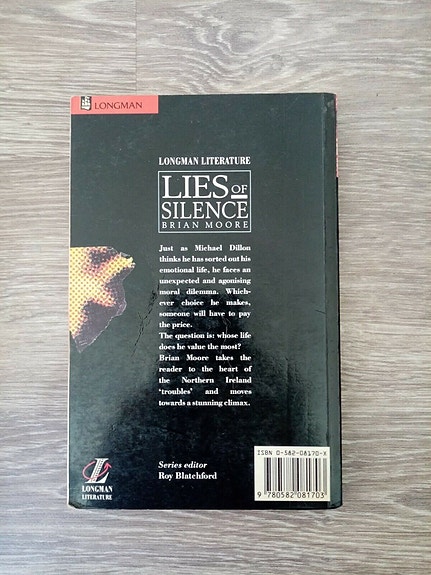 LONGMAN
LONGMAN LITERATURE
LIES OF
SILENCE
BRIAN MOORE
Just as Michael Dillon
thinks he has sorted out his
emotional life, he faces an
unexpected and agonising
moral dilemma. Which-
ever choice he makes,
someone will have to pay
the price.
The question is: whose life
does he value the most?
Brian Moore takes the
reader to the heart of
the Northern Ireland
‘troubles’ and moves
towards a stunning climax.
Series editor
Roy Blatchford
LONGMAN
LITERATURE
ISBN 0-582-08170-X
9 780582 081703